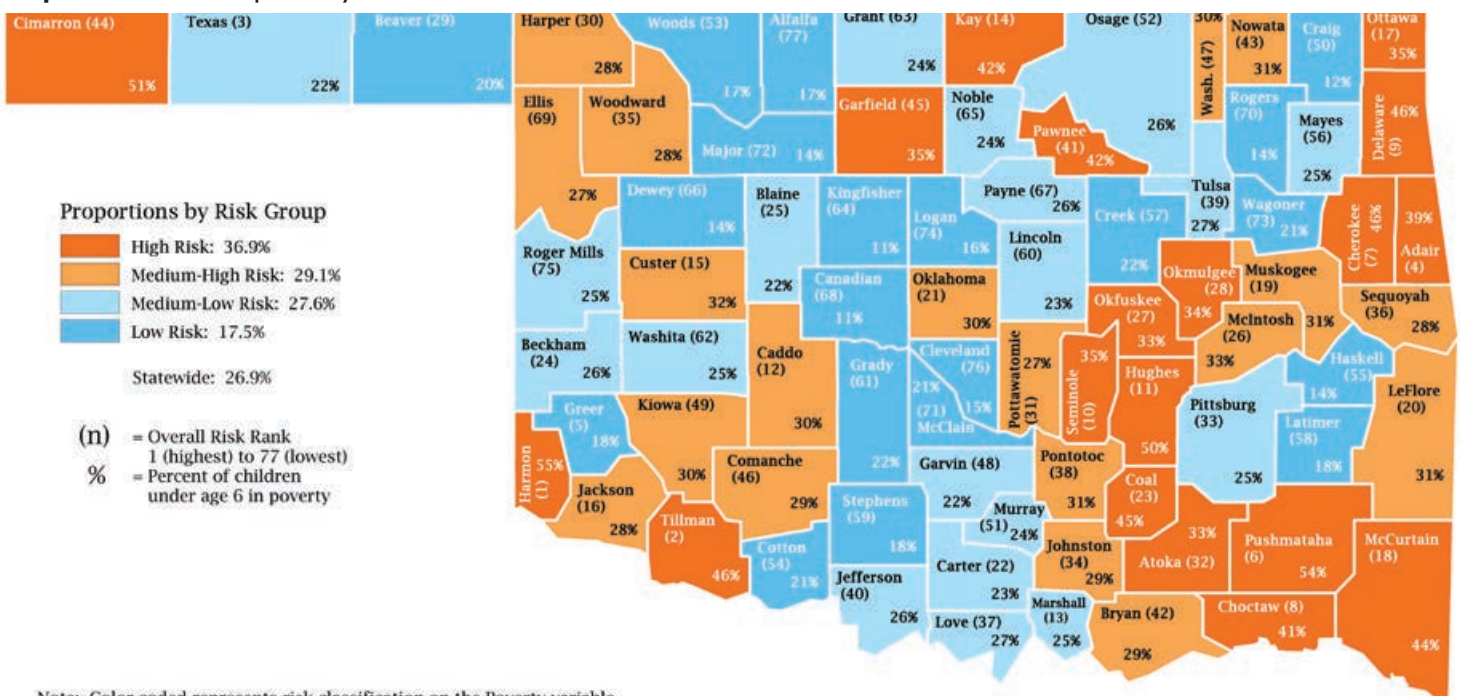 Cimarron (44)
51%
Texas (3)
22%
Beaver (29)
20%
Harper (30)
28%
Woods (53)
17%
Alfalfa
(77)
17%
Grant (63)
24%
Kay (14)
42%
Osage (52)
26%
30%
Wash. (47)
Nowata
(43)
31%
Craig
(50)
12%
Ottawa
(17)
35%
Ellis
(69)
27%
Woodward
(35)
28%
Major (72)
14%
Garfield (45)
35%
Noble
(65)
24%
Pawnee
(41)
42%
Rogers
(70)
14%
Mayes
(56)
25%
Delaware
(9)
46%
Proportions by Risk Group
High Risk: 36.9%
Medium-High Risk: 29.1%
Medium-Low Risk: 27.6%
Low Risk: 17.5%
Statewide: 26.9%
(n) = Overall Risk Rank
1 (highest) to 77 (lowest)
% = Percent of children
under age 6 in poverty
Dewey (66)
14%
Blaine
(25)
22%
Kingfisher
(64)
11%
Logan
(74)
16%
Payne (67)
26%
Creek (57)
22%
Tulsa
(39)
27%
Wagoner
(73)
21%
Cherokee
(7)
46%
39%
Adair
(4)
Roger Mills
(75)
25%
Custer (15)
32%
Canadian
(68)
11%
Oklahoma
(21)
30%
Lincoln
(60)
23%
Okmulgee
(28)
34%
Muskogee
(19)
31%
Okfuskee
(27)
33%
McIntosh
(26)
33%
Sequoyah
(36)
28%
Beckham
(24)
26%
Washita (62)
25%
Caddo
(12)
30%
Grady
(61)
22%
Cleveland
(76)
15%
21%
(71)
McClain
Pottawatomie
(31)
27%
35%
Seminole
(10)
Hughes
(11)
50%
Pittsburg
(33)
25%
Haskell
(55)
14%
Latimer
(58)
18%
LeFlore
(20)
31%
Harmon
(1)
55%
Greer
(5)
18%
Kiowa (49)
30%
Jackson
(16)
28%
Comanche
(46)
29%
Tillman
(2)
46%
Cotton
(54)
21%
Stephens
(59)
18%
Jefferson
(40)
26%
Garvin (48)
22%
Murray
(51)
24%
Carter (22)
23%
Love (37)
27%
Pontotoc
(38)
31%
Johnston
(34)
29%
Marshall
(13)
25%
Coal
(23)
45%
33%
Atoka (32)
Bryan (42)
29%
Pushmataha
(6)
54%
Choctaw (8)
41%
McCurtain
(18)
44%
Note: Color coded represents risk classification on the Poverty variable